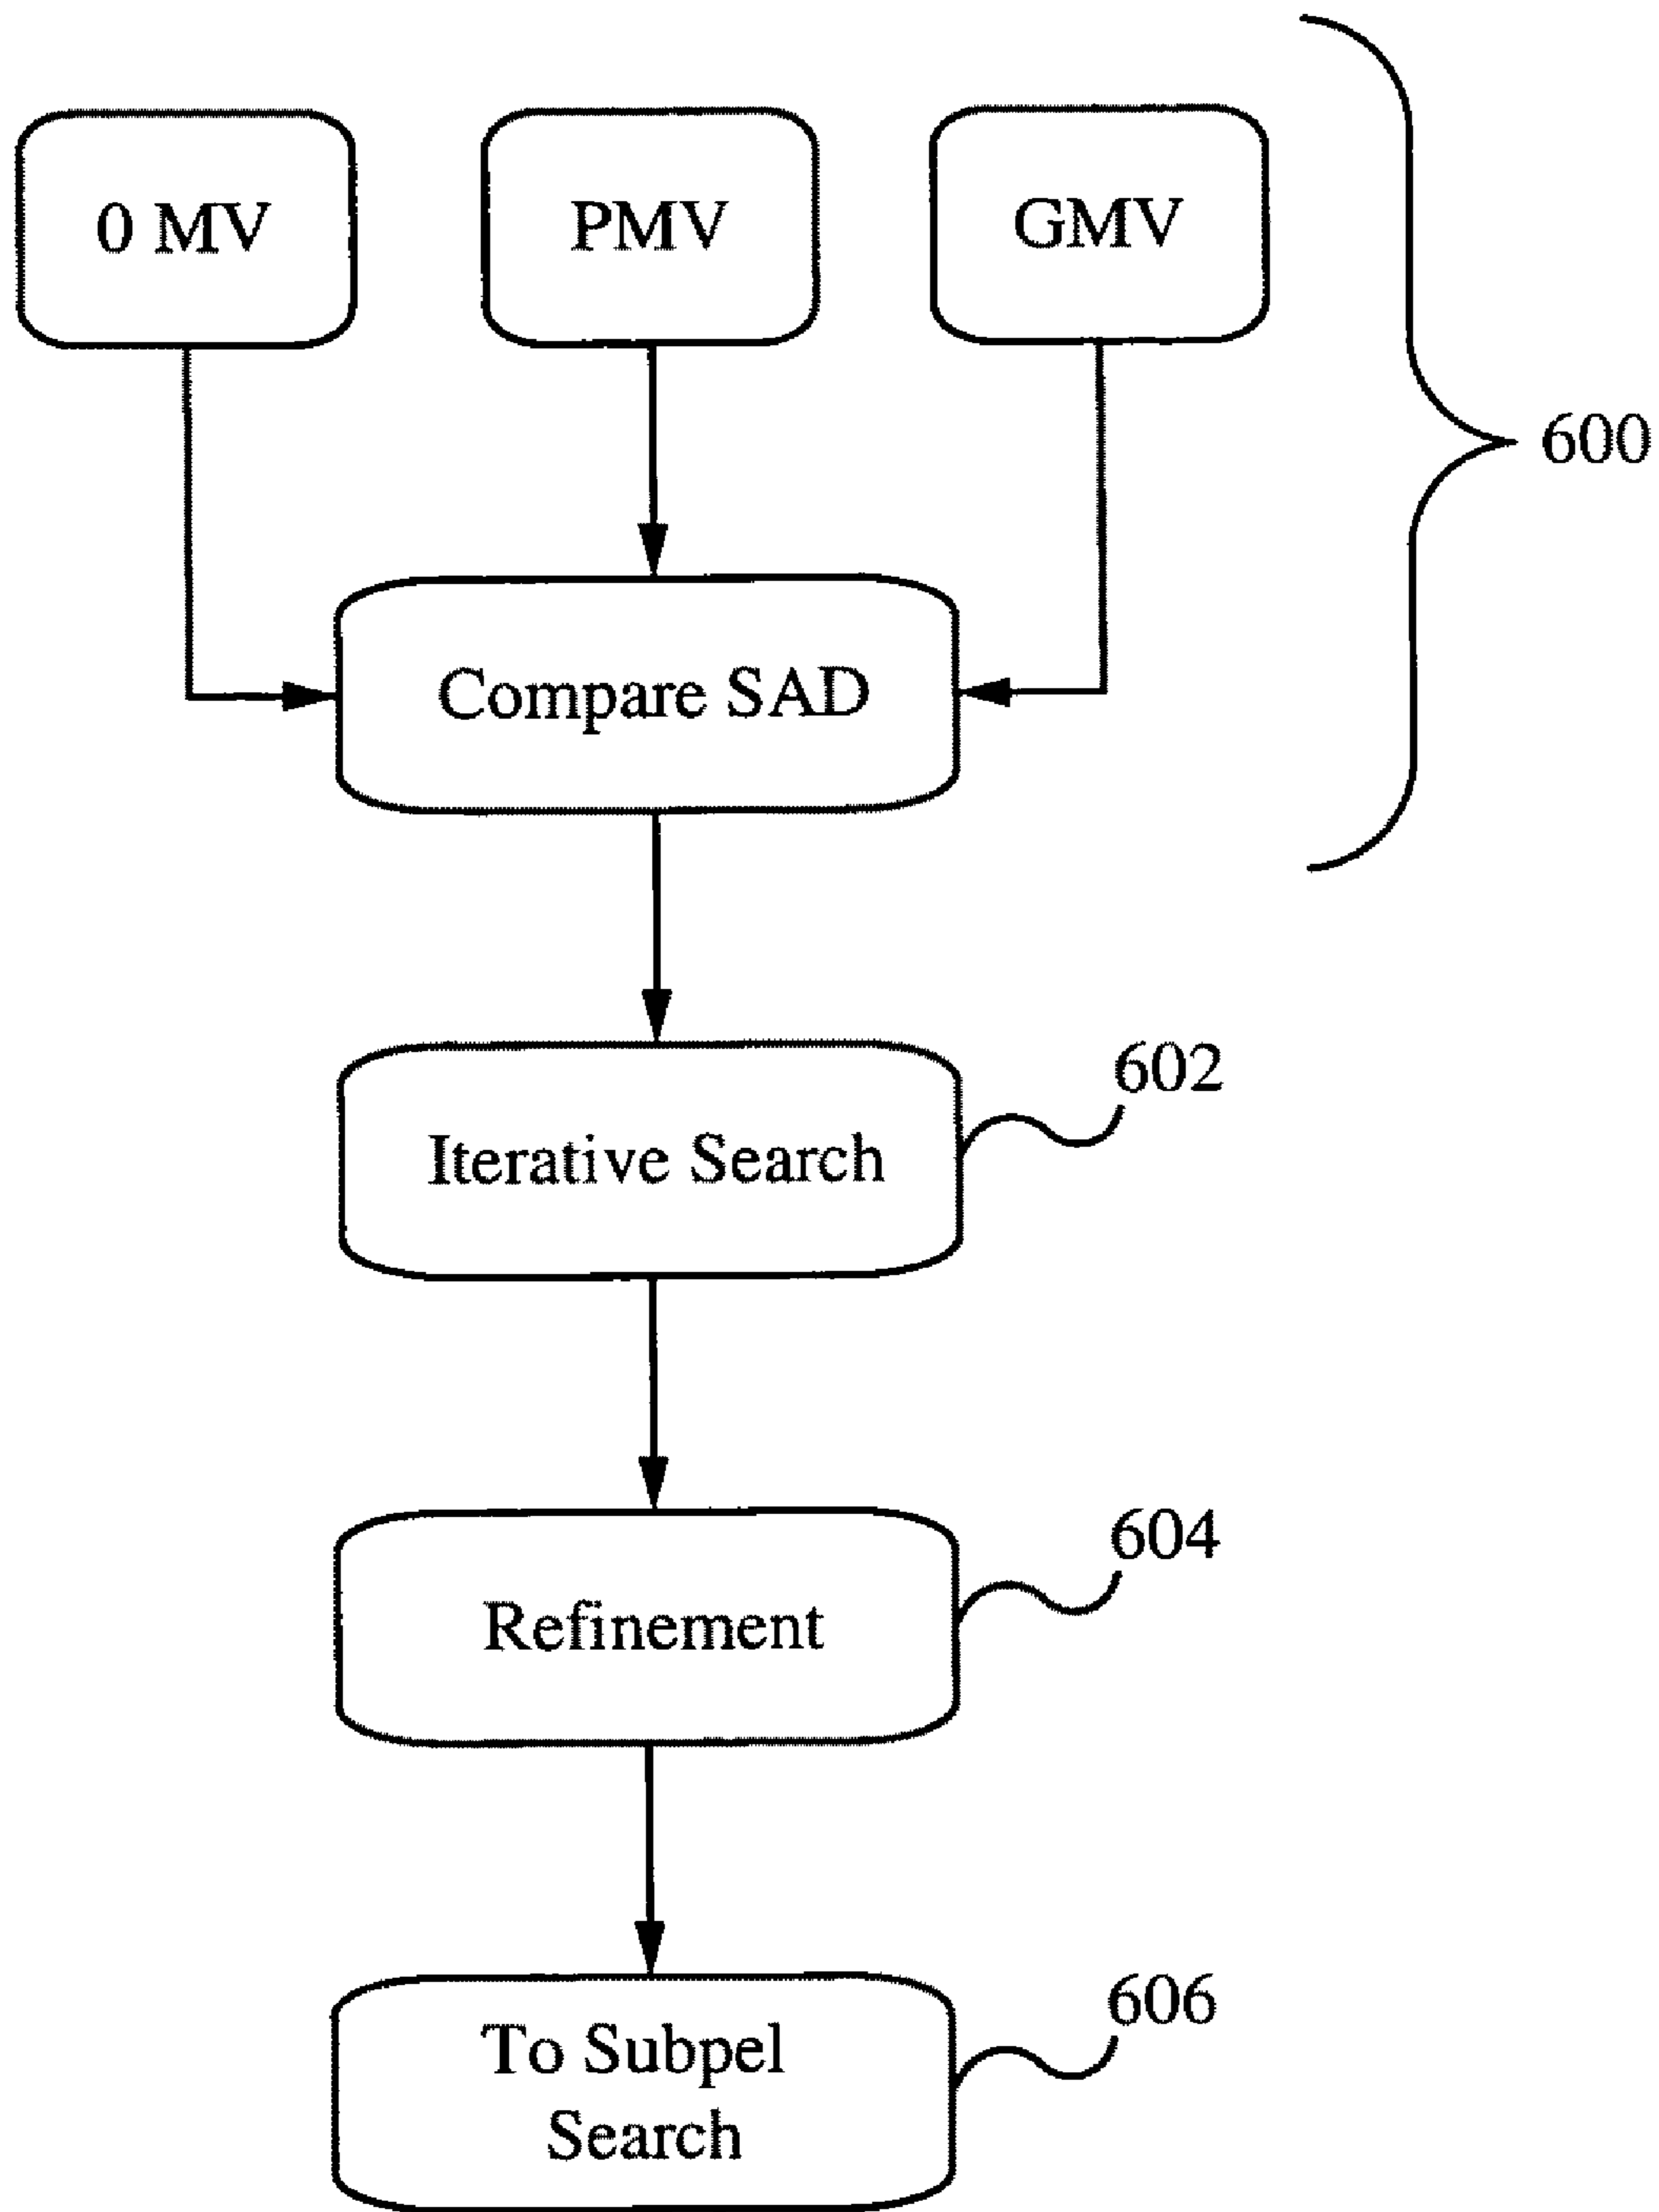 0 MV
PMV
GMV
600
Compare SAD
602
Iterative Search
604
Refinement
606
To Subpel
Search